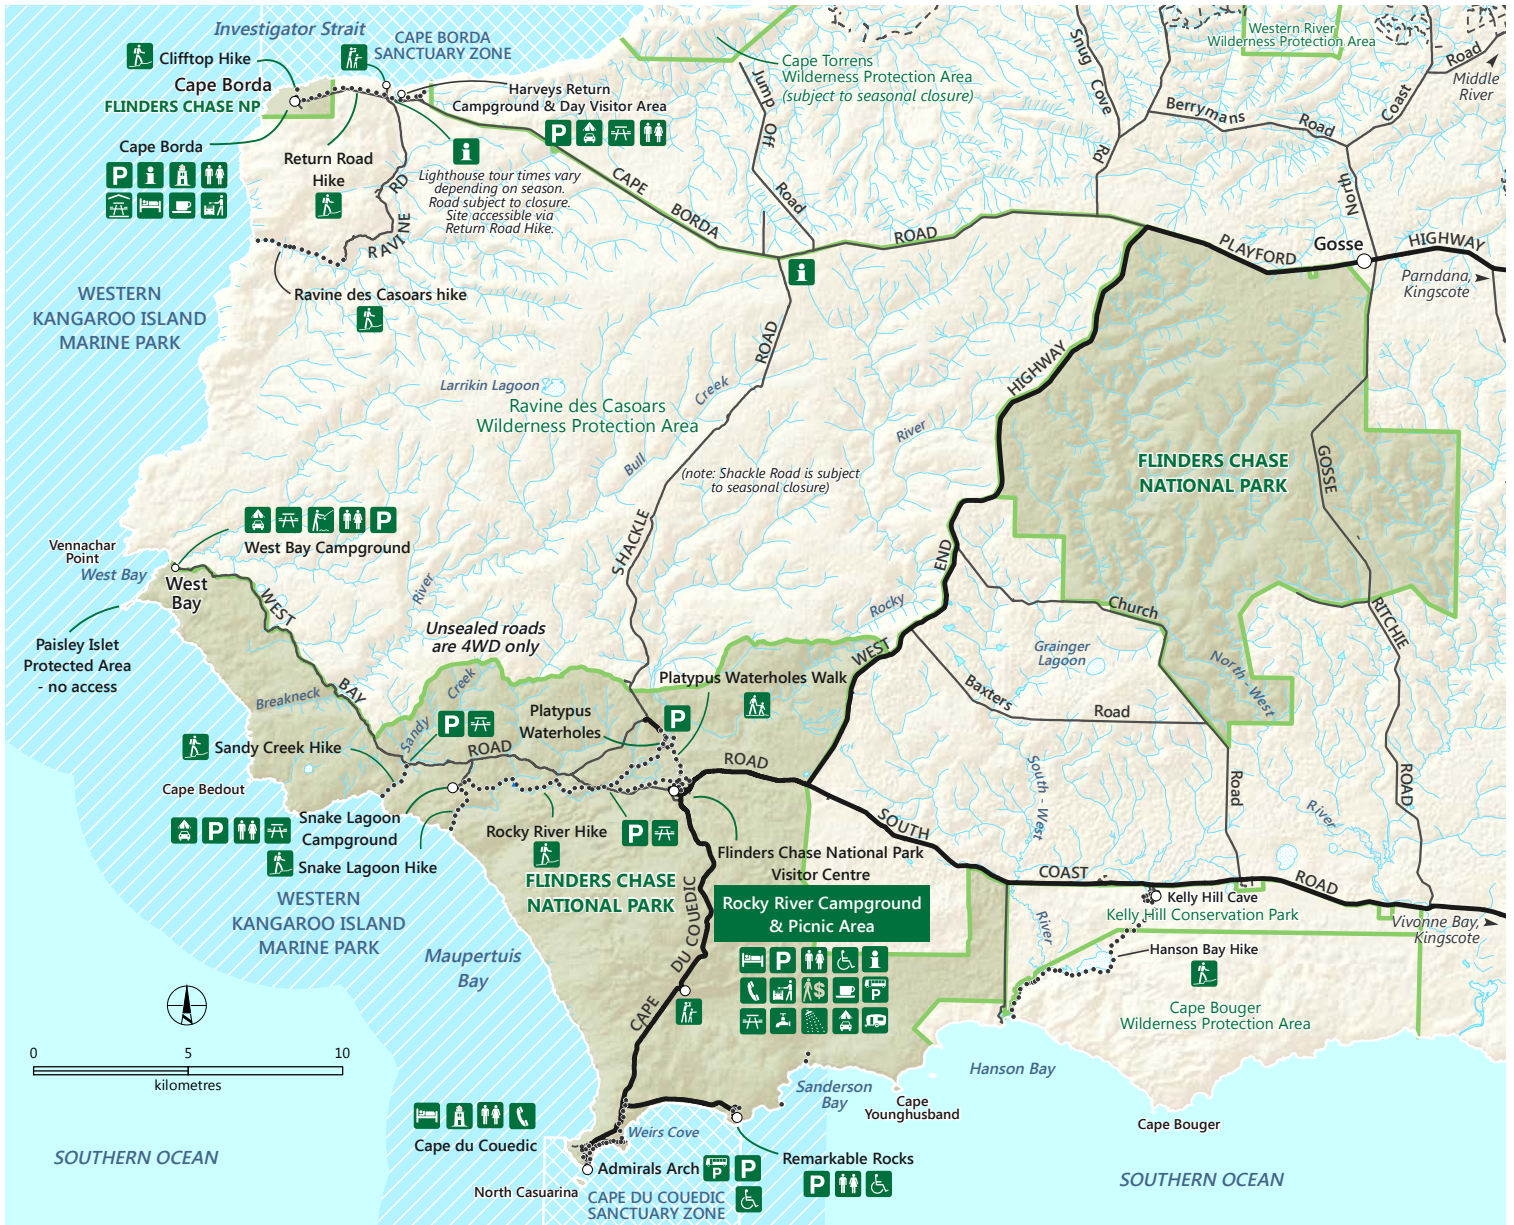 Investigator Strait
CAPE BORDA
SANCTUARY ZONE
Clifftop Hike
Cape Borda
FLINDERS CHASE NP
Harveys Return
Campground & Day Visitor Area
P
Cape Borda
P
i
Return Road
Hike
i
Lighthouse tour times vary
depending on season.
Road subject to closure.
Site accessible via
Return Road Hike.
RAVINE RD
Ravine des Casoars hike
Cape Torrens
Wilderness Protection Area
(subject to seasonal closure)
Western River
Wilderness Protection Area
Jump Off Road
Snug Cove Rd
Berrymans Road
Coast Road
North
Middle
River
CAPE BORDA ROAD
i
PLAYFORD HIGHWAY
Gosse
Parndana,
Kingscote
WESTERN
KANGAROO ISLAND
MARINE PARK
Larrikin Lagoon
Ravine des Casoars
Wilderness Protection Area
Bull Creek
River
SHACKLE ROAD
(note: Shackle Road is subject
to seasonal closure)
WEST END HIGHWAY
FLINDERS CHASE
NATIONAL PARK
GOSSE
RITCHIE ROAD
P
West Bay Campground
Vennachar
Point
West Bay
West
Bay
WEST BAY ROAD
Paisley Islet
Protected Area
- no access
River
Unsealed roads
are 4WD only
Rocky
Church Road
Grainger
Lagoon
North - West
Baxters Road
Breakneck
Sandy Creek
P
Platypus Waterholes Walk
P
Platypus
Waterholes
Sandy Creek Hike
Cape Bedout
P
Snake Lagoon
Campground
Snake Lagoon Hike
Rocky River Hike
P
ROAD
SOUTH COAST ROAD
South - West
River
River
Flinders Chase National Park
Visitor Centre
Rocky River Campground
& Picnic Area
P
i
$
P
FLINDERS CHASE
NATIONAL PARK
WESTERN
KANGAROO ISLAND
MARINE PARK
Maupertuis
Bay
CAPE DU COUEDIC
Kelly Hill Cave
Kelly Hill Conservation Park
Vivonne Bay,
Kingscote
Hanson Bay Hike
Cape Bouger
Wilderness Protection Area
0 5 10
kilometres
Hanson Bay
Sanderson
Bay
Cape
Younghusband
Cape Bouger
Cape du Couedic
Weirs Cove
Admirals Arch
P
P
Remarkable Rocks
P
North Casuarina
CAPE DU COUEDIC
SANCTUARY ZONE
SOUTHERN OCEAN
SOUTHERN OCEAN